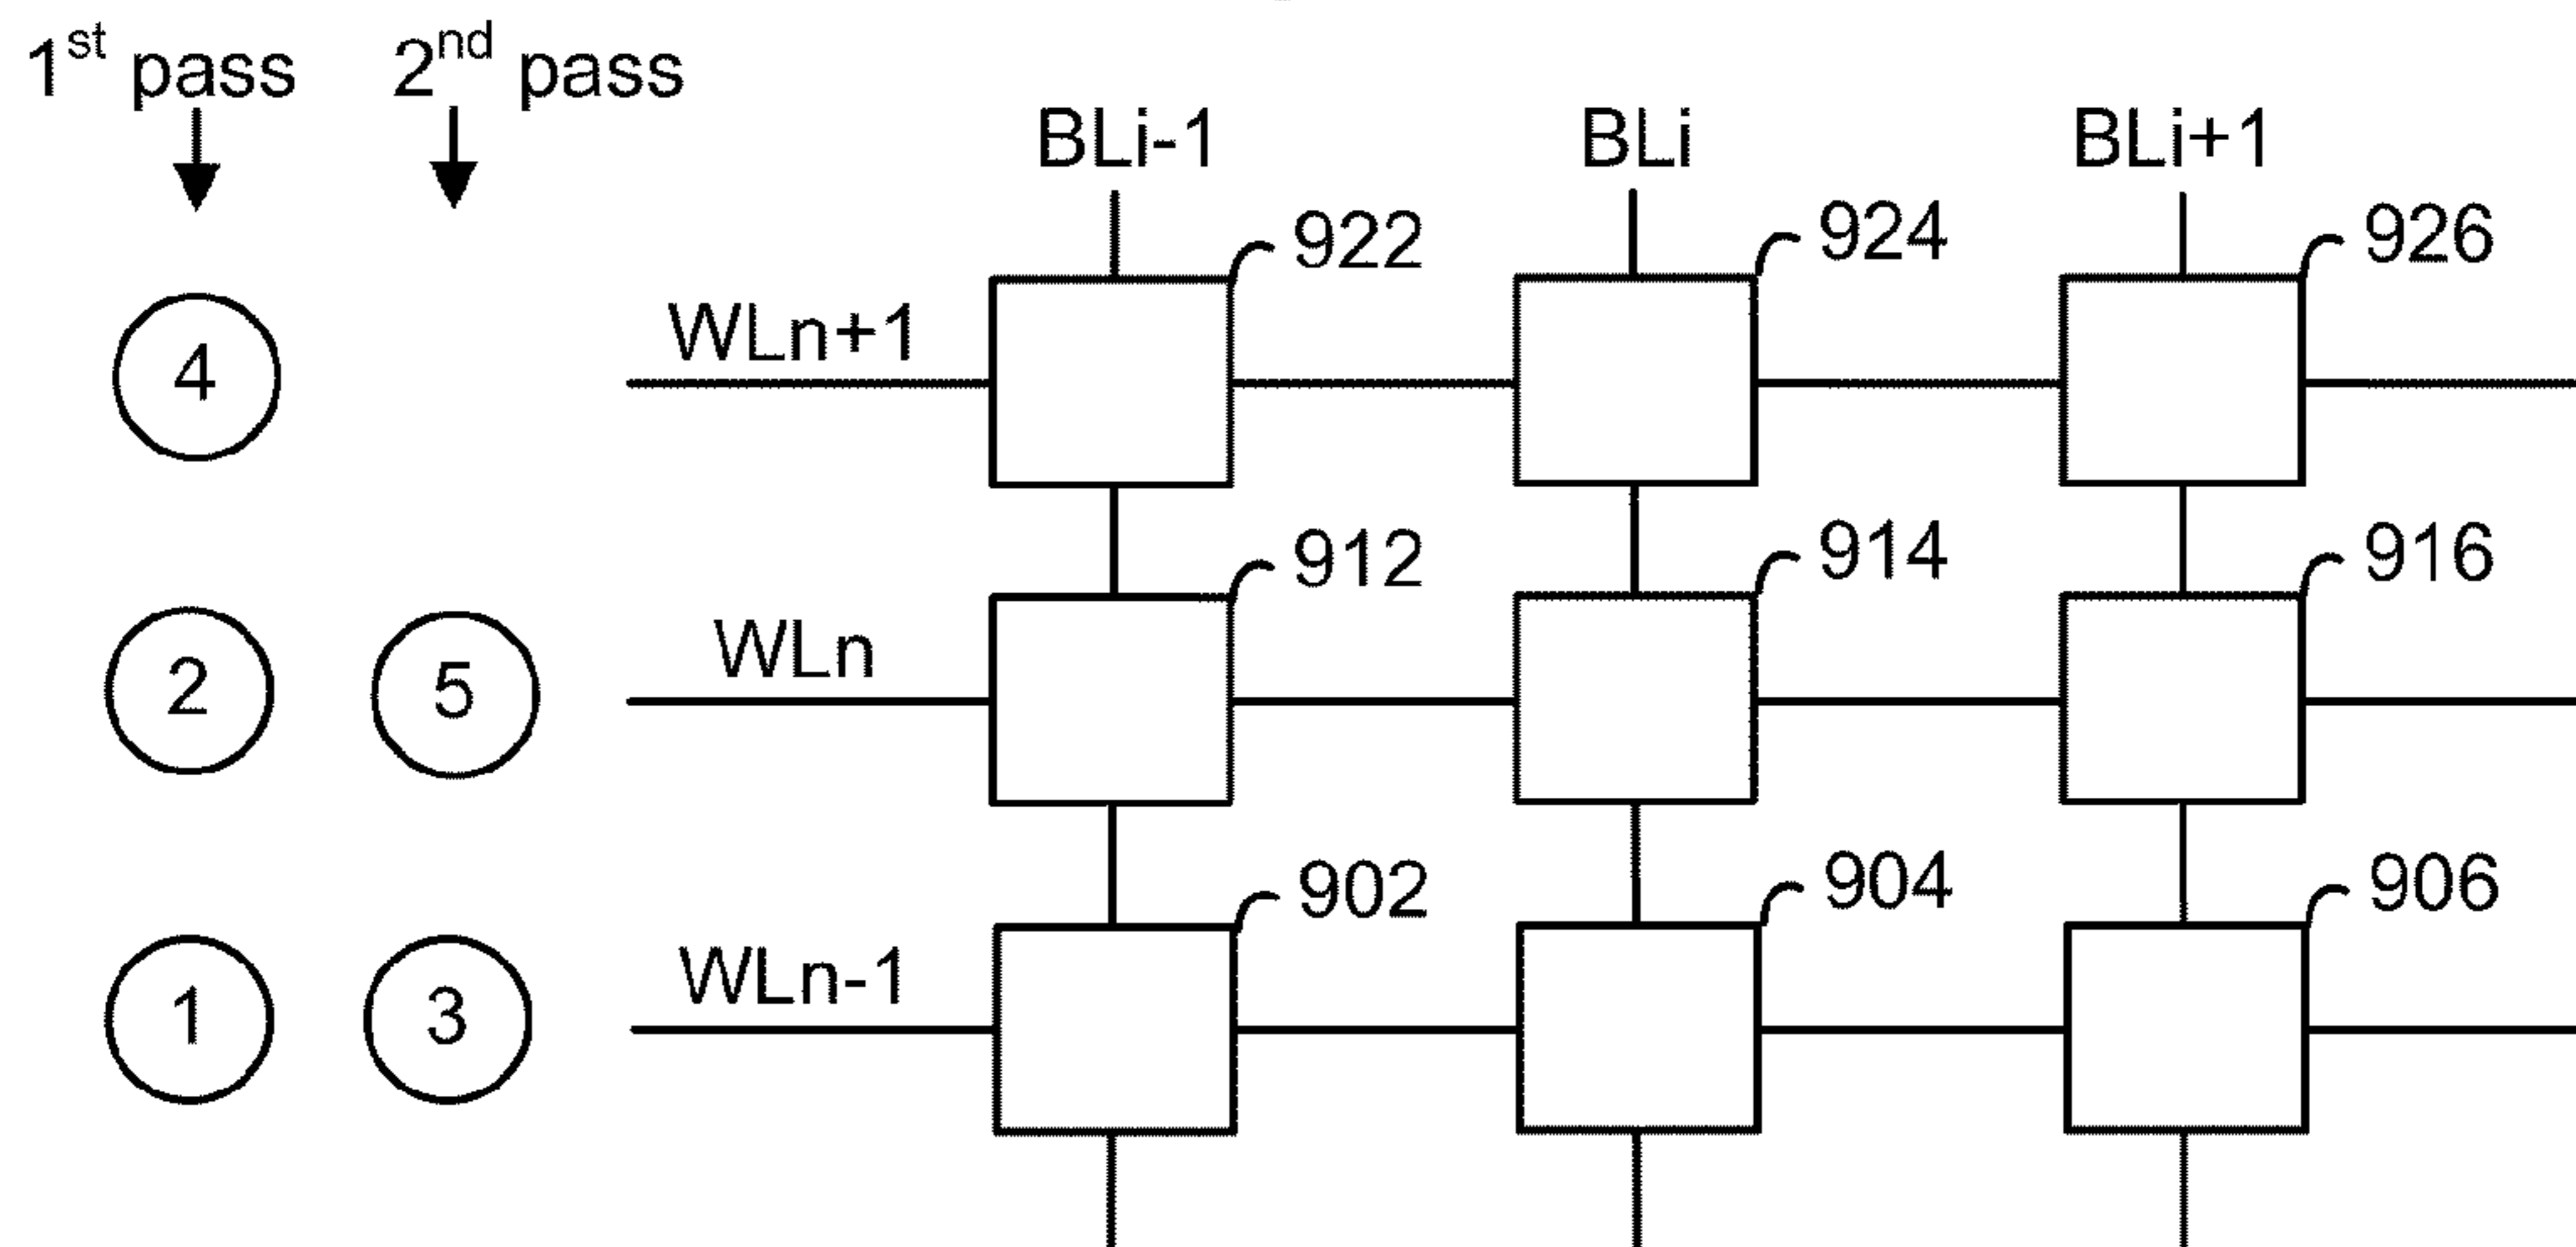 1st pass 2nd pass
BLi-1 BLi BLi+1
922 924 926
4 WLn+1
912 914 916
2 5 WLn
902 904 906
1 3 WLn-1